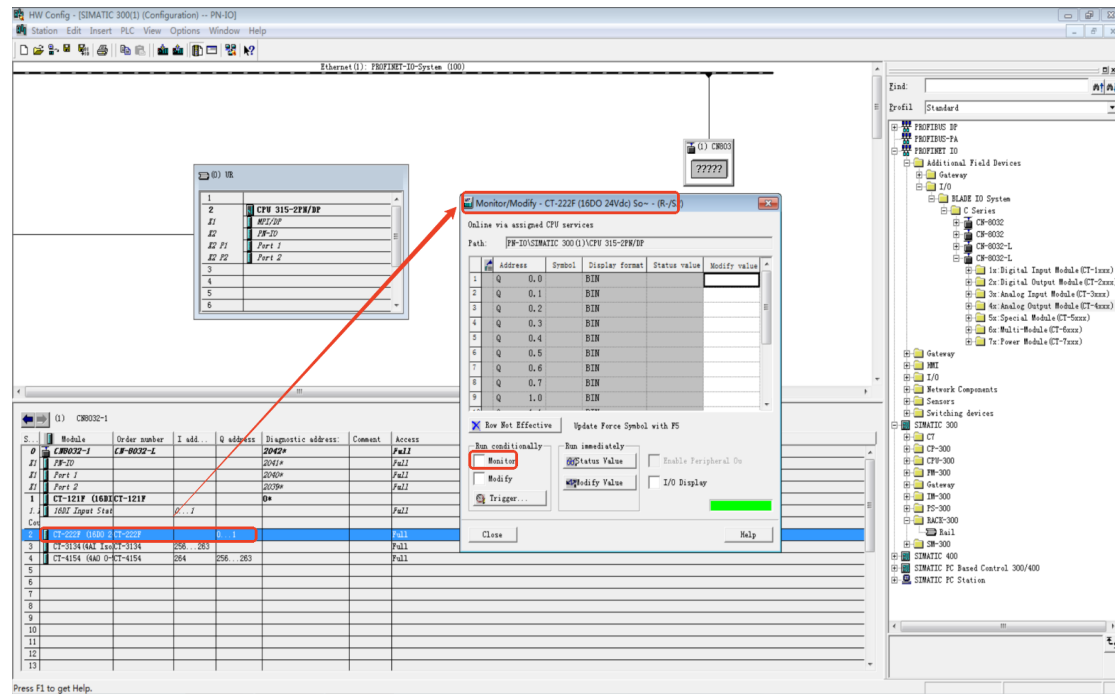 HW Config - [SIMATIC 300(1) (Configuration) -- PN-IO]
Station Edit Insert PLC View Options Window Help
Ethernet(1): PROFINET-IO-System (100)
(1) CN803
?????
(0) UR
1
2 CPU 315-2PN/DP
X1 MPI/DP
X2 PN-IO
X2 P1 Port 1
X2 P2 Port 2
3
4
5
6
Monitor/Modify - CT-222F (16DO 24Vdc) So~ - (R-/S )
Online via assigned CPU services
Path: PN-IO\SIMATIC 300(1)\CPU 315-2PN/DP
Address Symbol Display format Status value Modify value
1 Q 0.0 BIN
2 Q 0.1 BIN
3 Q 0.2 BIN
4 Q 0.3 BIN
5 Q 0.4 BIN
6 Q 0.5 BIN
7 Q 0.6 BIN
8 Q 0.7 BIN
9 Q 1.0 BIN
Row Not Effective Update Force Symbol with F5
Run conditionally Run immediately
Monitor Status Value Enable Peripheral Ou
Modify Modify Value I/O Display
Trigger...
Close Help
(1) CN8032-1
S... Module Order number I add... Q address Diagnostic address: Comment Access
0 CN8032-1 CN-8032-L 2042* Full
X1 PN-IO 2041* Full
X1 Port 1 2040* Full
X1 Port 2 2039* Full
1 CT-121F (16DI CT-121F 0*
1. 16DI Input Stat 0...1 Full
Cou
2 CT-222F (16DO 2 CT-222F 0...1 Full
3 CT-3134(4AI Iso CT-3134 256...263 Full
4 CT-4154 (4AO O- CT-4154 264 256...263 Full
5
6
7
8
9
10
11
12
13
Find:
Profil Standard
PROFIBUS DP
PROFIBUS-PA
PROFINET IO
Additional Field Devices
Gateway
I/O
BLADE IO System
C Series
CN-8032
CN-8032
CN-8032-L
CN-8032-L
1x:Digital Input Module(CT-1xxx)
2x:Digital Output Module(CT-2xxx
3x:Analog Input Module(CT-3xxx)
4x:Analog Output Module(CT-4xxx)
5x:Special Module(CT-5xxx)
6x:Multi-Module(CT-6xxx)
7x:Power Module(CT-7xxx)
Gateway
HMI
I/O
Network Components
Sensors
Switching devices
SIMATIC 300
C7
CP-300
CPU-300
FM-300
Gateway
IM-300
PS-300
RACK-300
Rail
SM-300
SIMATIC 400
SIMATIC PC Based Control 300/400
SIMATIC PC Station
Press F1 to get Help.